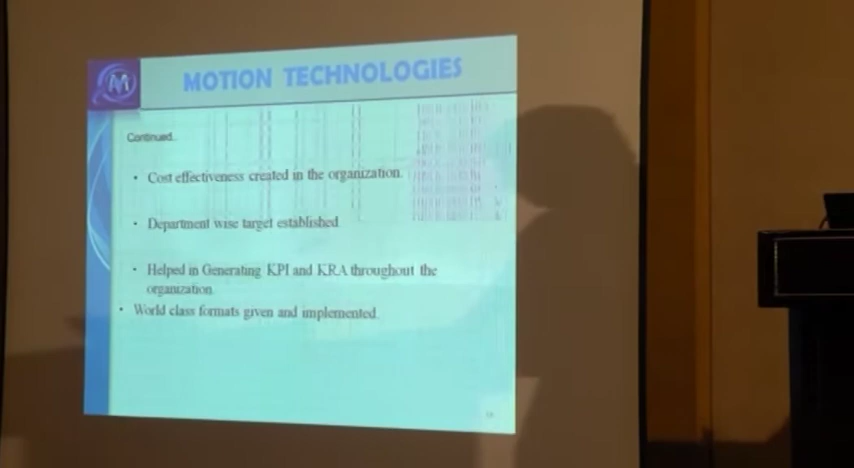 M
MOTION TECHNOLOGIES
Continued..
• Cost effectiveness created in the organization.
• Department wise target established
• Helped in Generating KPI and KRA throughout the
organization
• World class formats given and implemented.